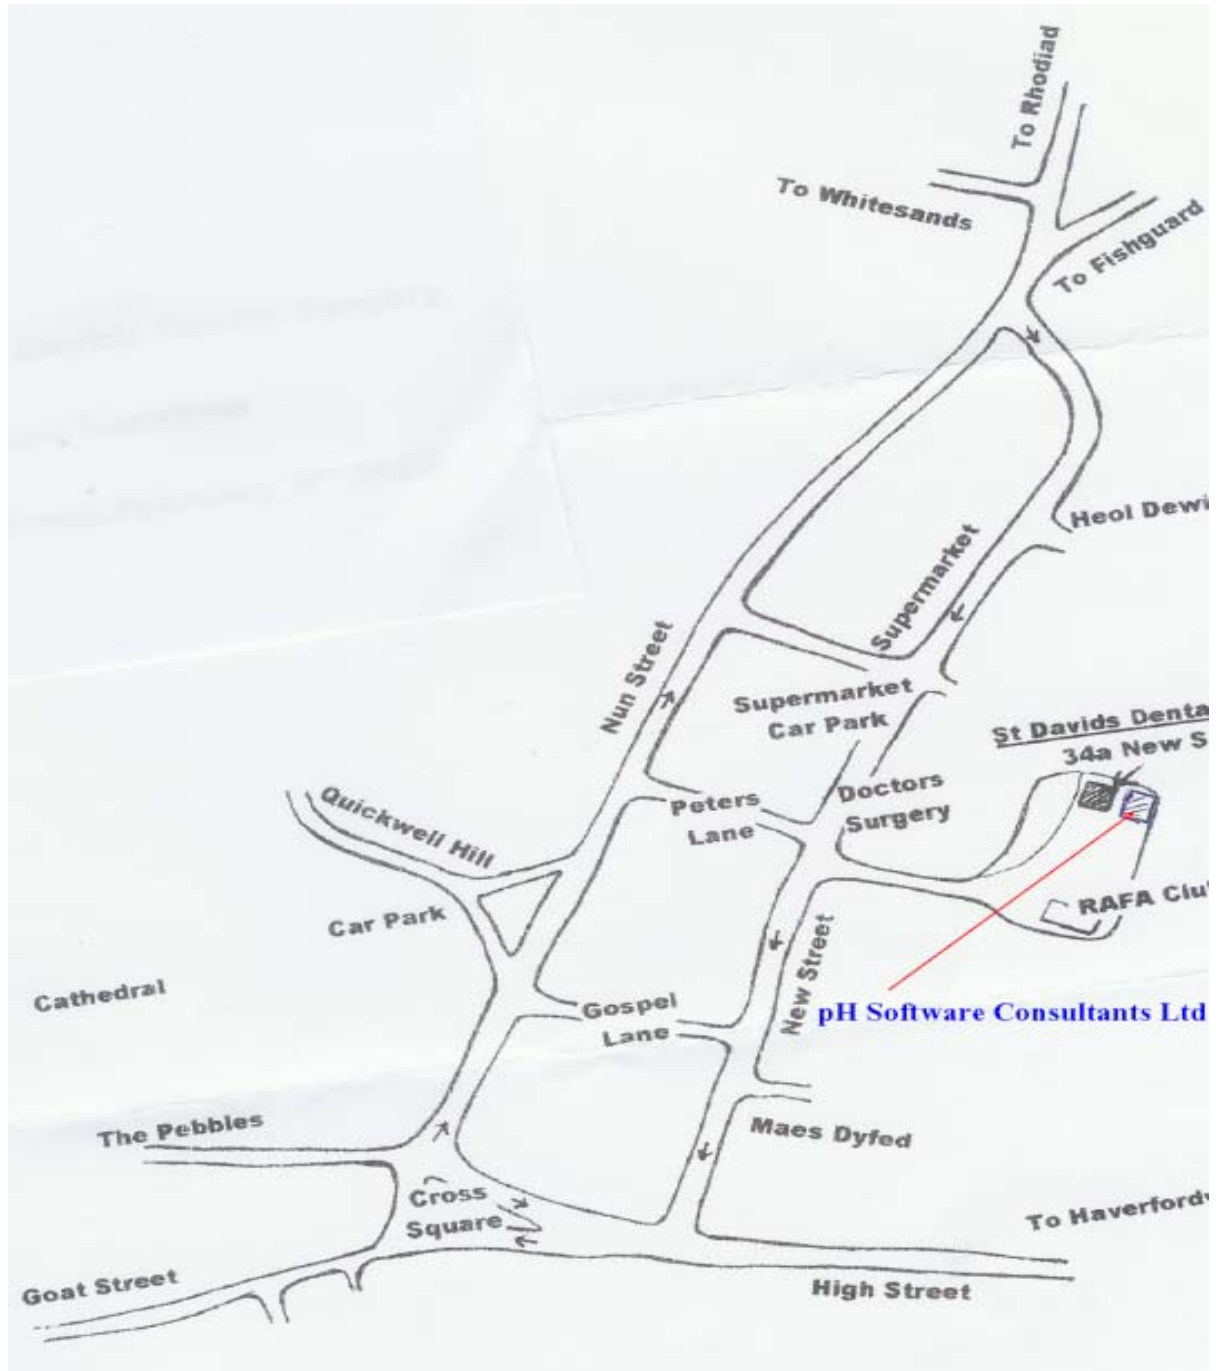 To Rhodiad
To Whitesands
To Fishguard
Heol Dewi
Supermarket
Nun Street
Supermarket
Car Park
St Davids Denta
34a New S
Quickwell Hill
Peters
Lane
Doctors
Surgery
Car Park
RAFA Clu
New Street
Cathedral
Gospel
Lane
pH Software Consultants Ltd
The Pebbles
Maes Dyfed
Cross
Square
To Haverfordw
Goat Street
High Street